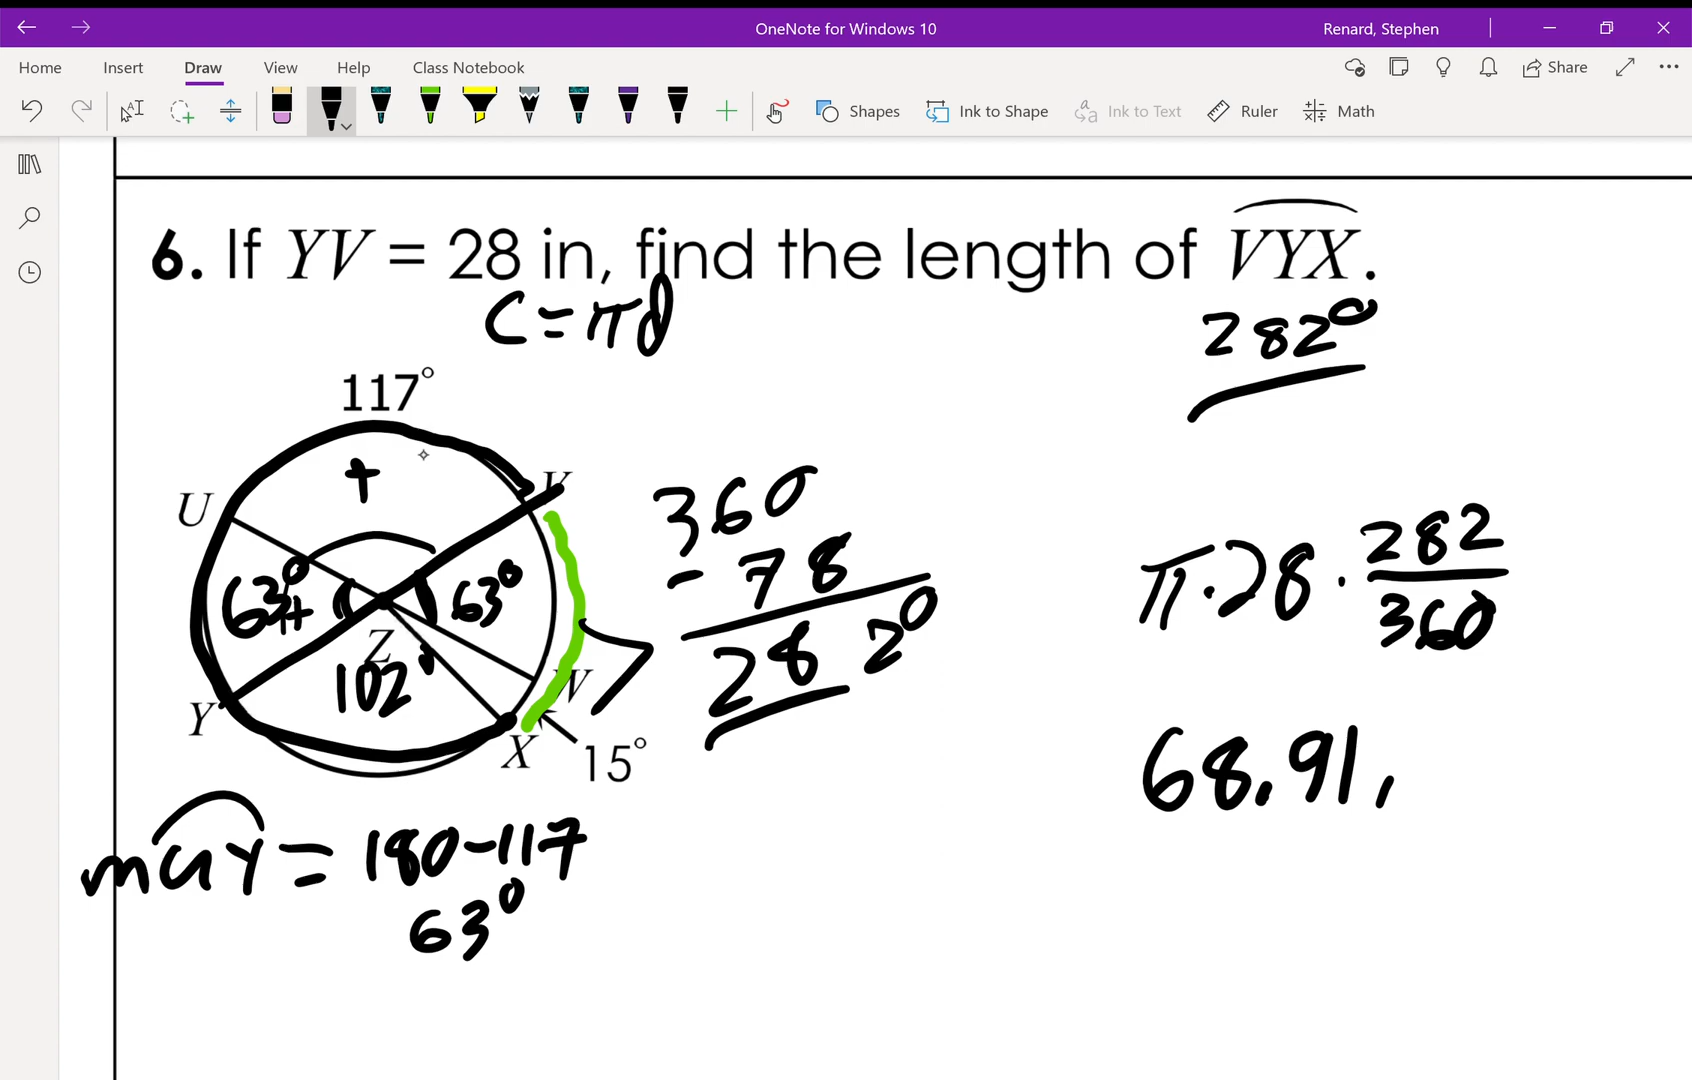 OneNote for Windows 10
Renard, Stephen
Home Insert Draw View Help Class Notebook
Share
Shapes Ink to Shape Ink to Text Ruler Math
6. If YV = 28 in, find the length of VYX.
C = πd
282°
117°
U
V
+
63°
+
63°
Z
102°
Y
W
X
15°
360
- 78
282°
π · 28 · 282/360
68.91,
mUY = 180-117
63°